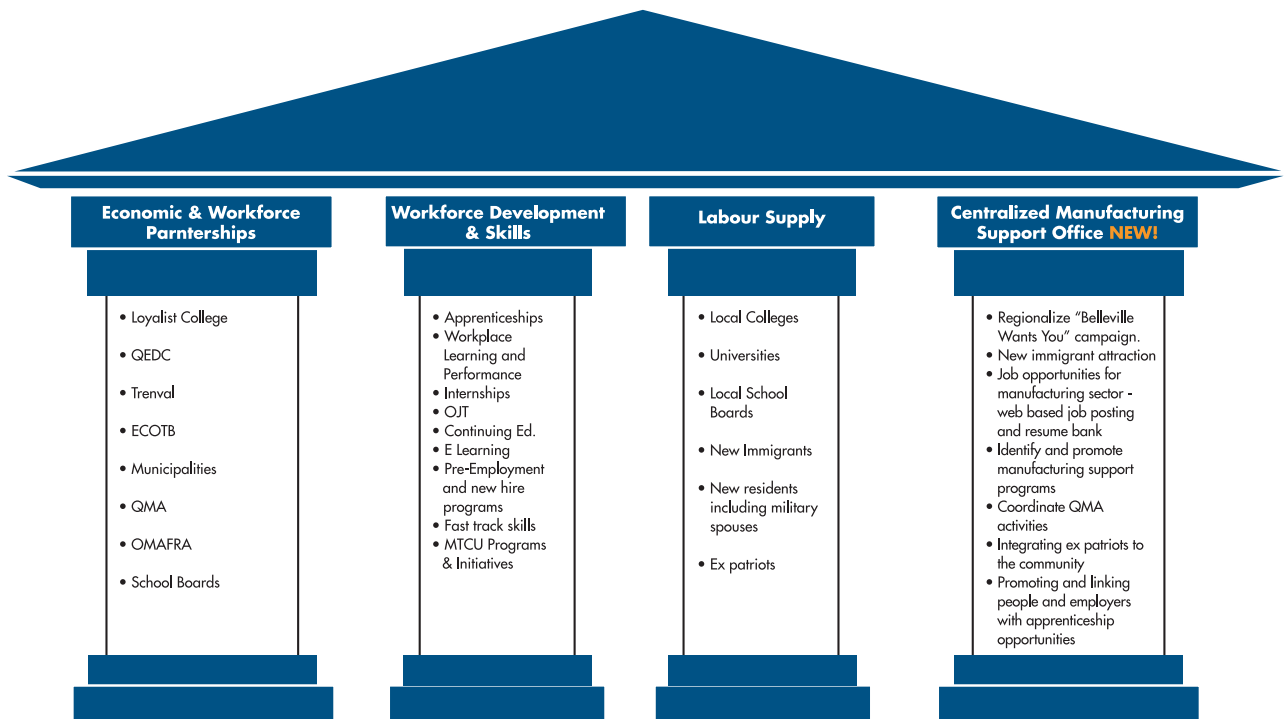 Economic & Workforce
Parnterships
• Loyalist College
• QEDC
• Trenval
• ECOTB
• Municipalities
• QMA
• OMAFRA
• School Boards
Workforce Development
& Skills
• Apprenticeships
• Workplace
Learning and
Performance
• Internships
• OJT
• Continuing Ed.
• E Learning
• Pre-Employment
and new hire
programs
• Fast track skills
• MTCU Programs
& Initiatives
Labour Supply
• Local Colleges
• Universities
• Local School
Boards
• New Immigrants
• New residents
including military
spouses
• Ex patriots
Centralized Manufacturing
Support Office NEW!
• Regionalize “Belleville
Wants You” campaign.
• New immigrant attraction
• Job opportunities for
manufacturing sector -
web based job posting
and resume bank
• Identify and promote
manufacturing support
programs
• Coordinate QMA
activities
• Integrating ex patriots to
the community
• Promoting and linking
people and employers
with apprenticeship
opportunities